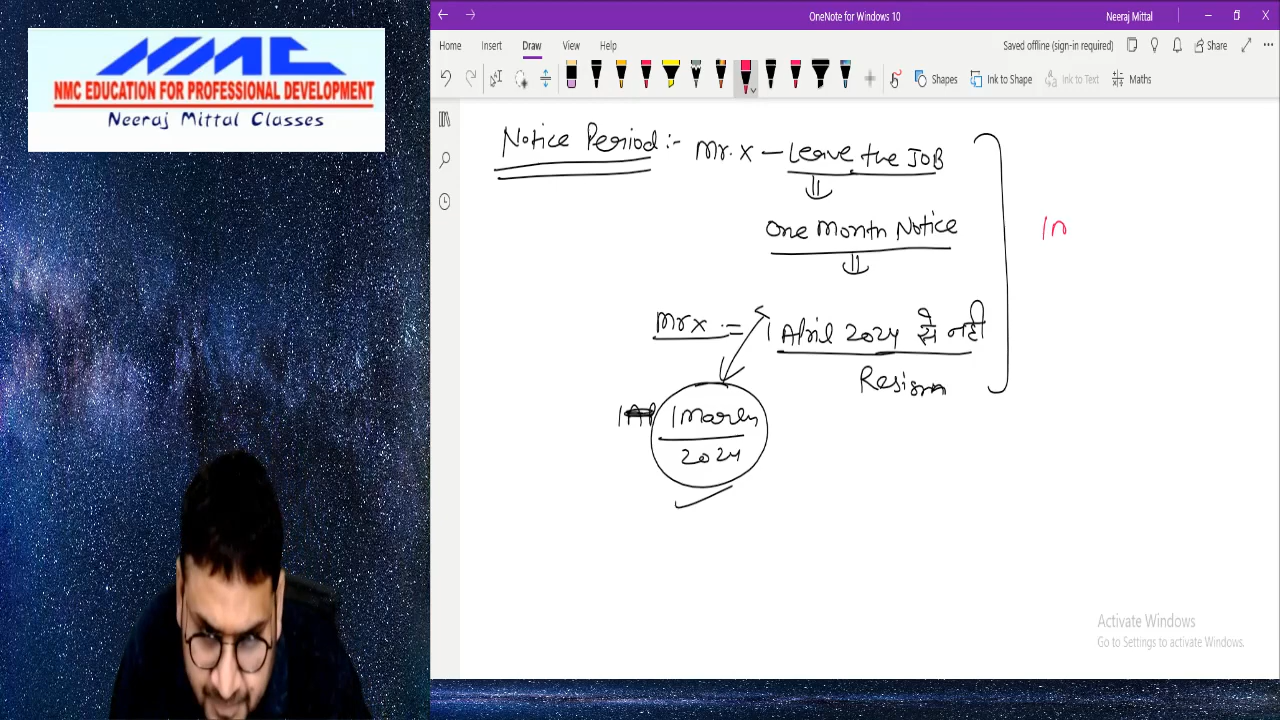 NMC
NMC EDUCATION FOR PROFESSIONAL DEVELOPMENT
Neeraj Mittal Classes
OneNote for Windows 10
Neeraj Mittal
Home Insert Draw View Help
Saved offline (sign-in required)
Share
Shapes Ink to Shape Ink to Text Maths
Notice Period :- Mr. X - Leave the JOB
One Month Notice
Mr X := 1 April 2024 से नही
Resign
1 March
2024
In
Activate Windows
Go to Settings to activate Windows.